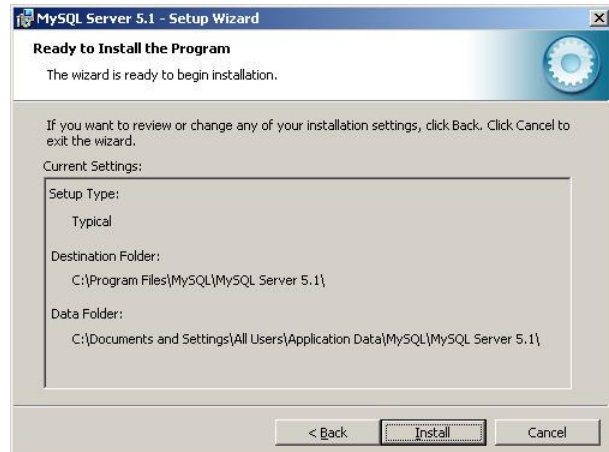 MySQL Server 5.1 - Setup Wizard
Ready to Install the Program
The wizard is ready to begin installation.
If you want to review or change any of your installation settings, click Back. Click Cancel to
exit the wizard.
Current Settings:
Setup Type:
Typical
Destination Folder:
C:\Program Files\MySQL\MySQL Server 5.1\
Data Folder:
C:\Documents and Settings\All Users\Application Data\MySQL\MySQL Server 5.1\
< Back Install Cancel